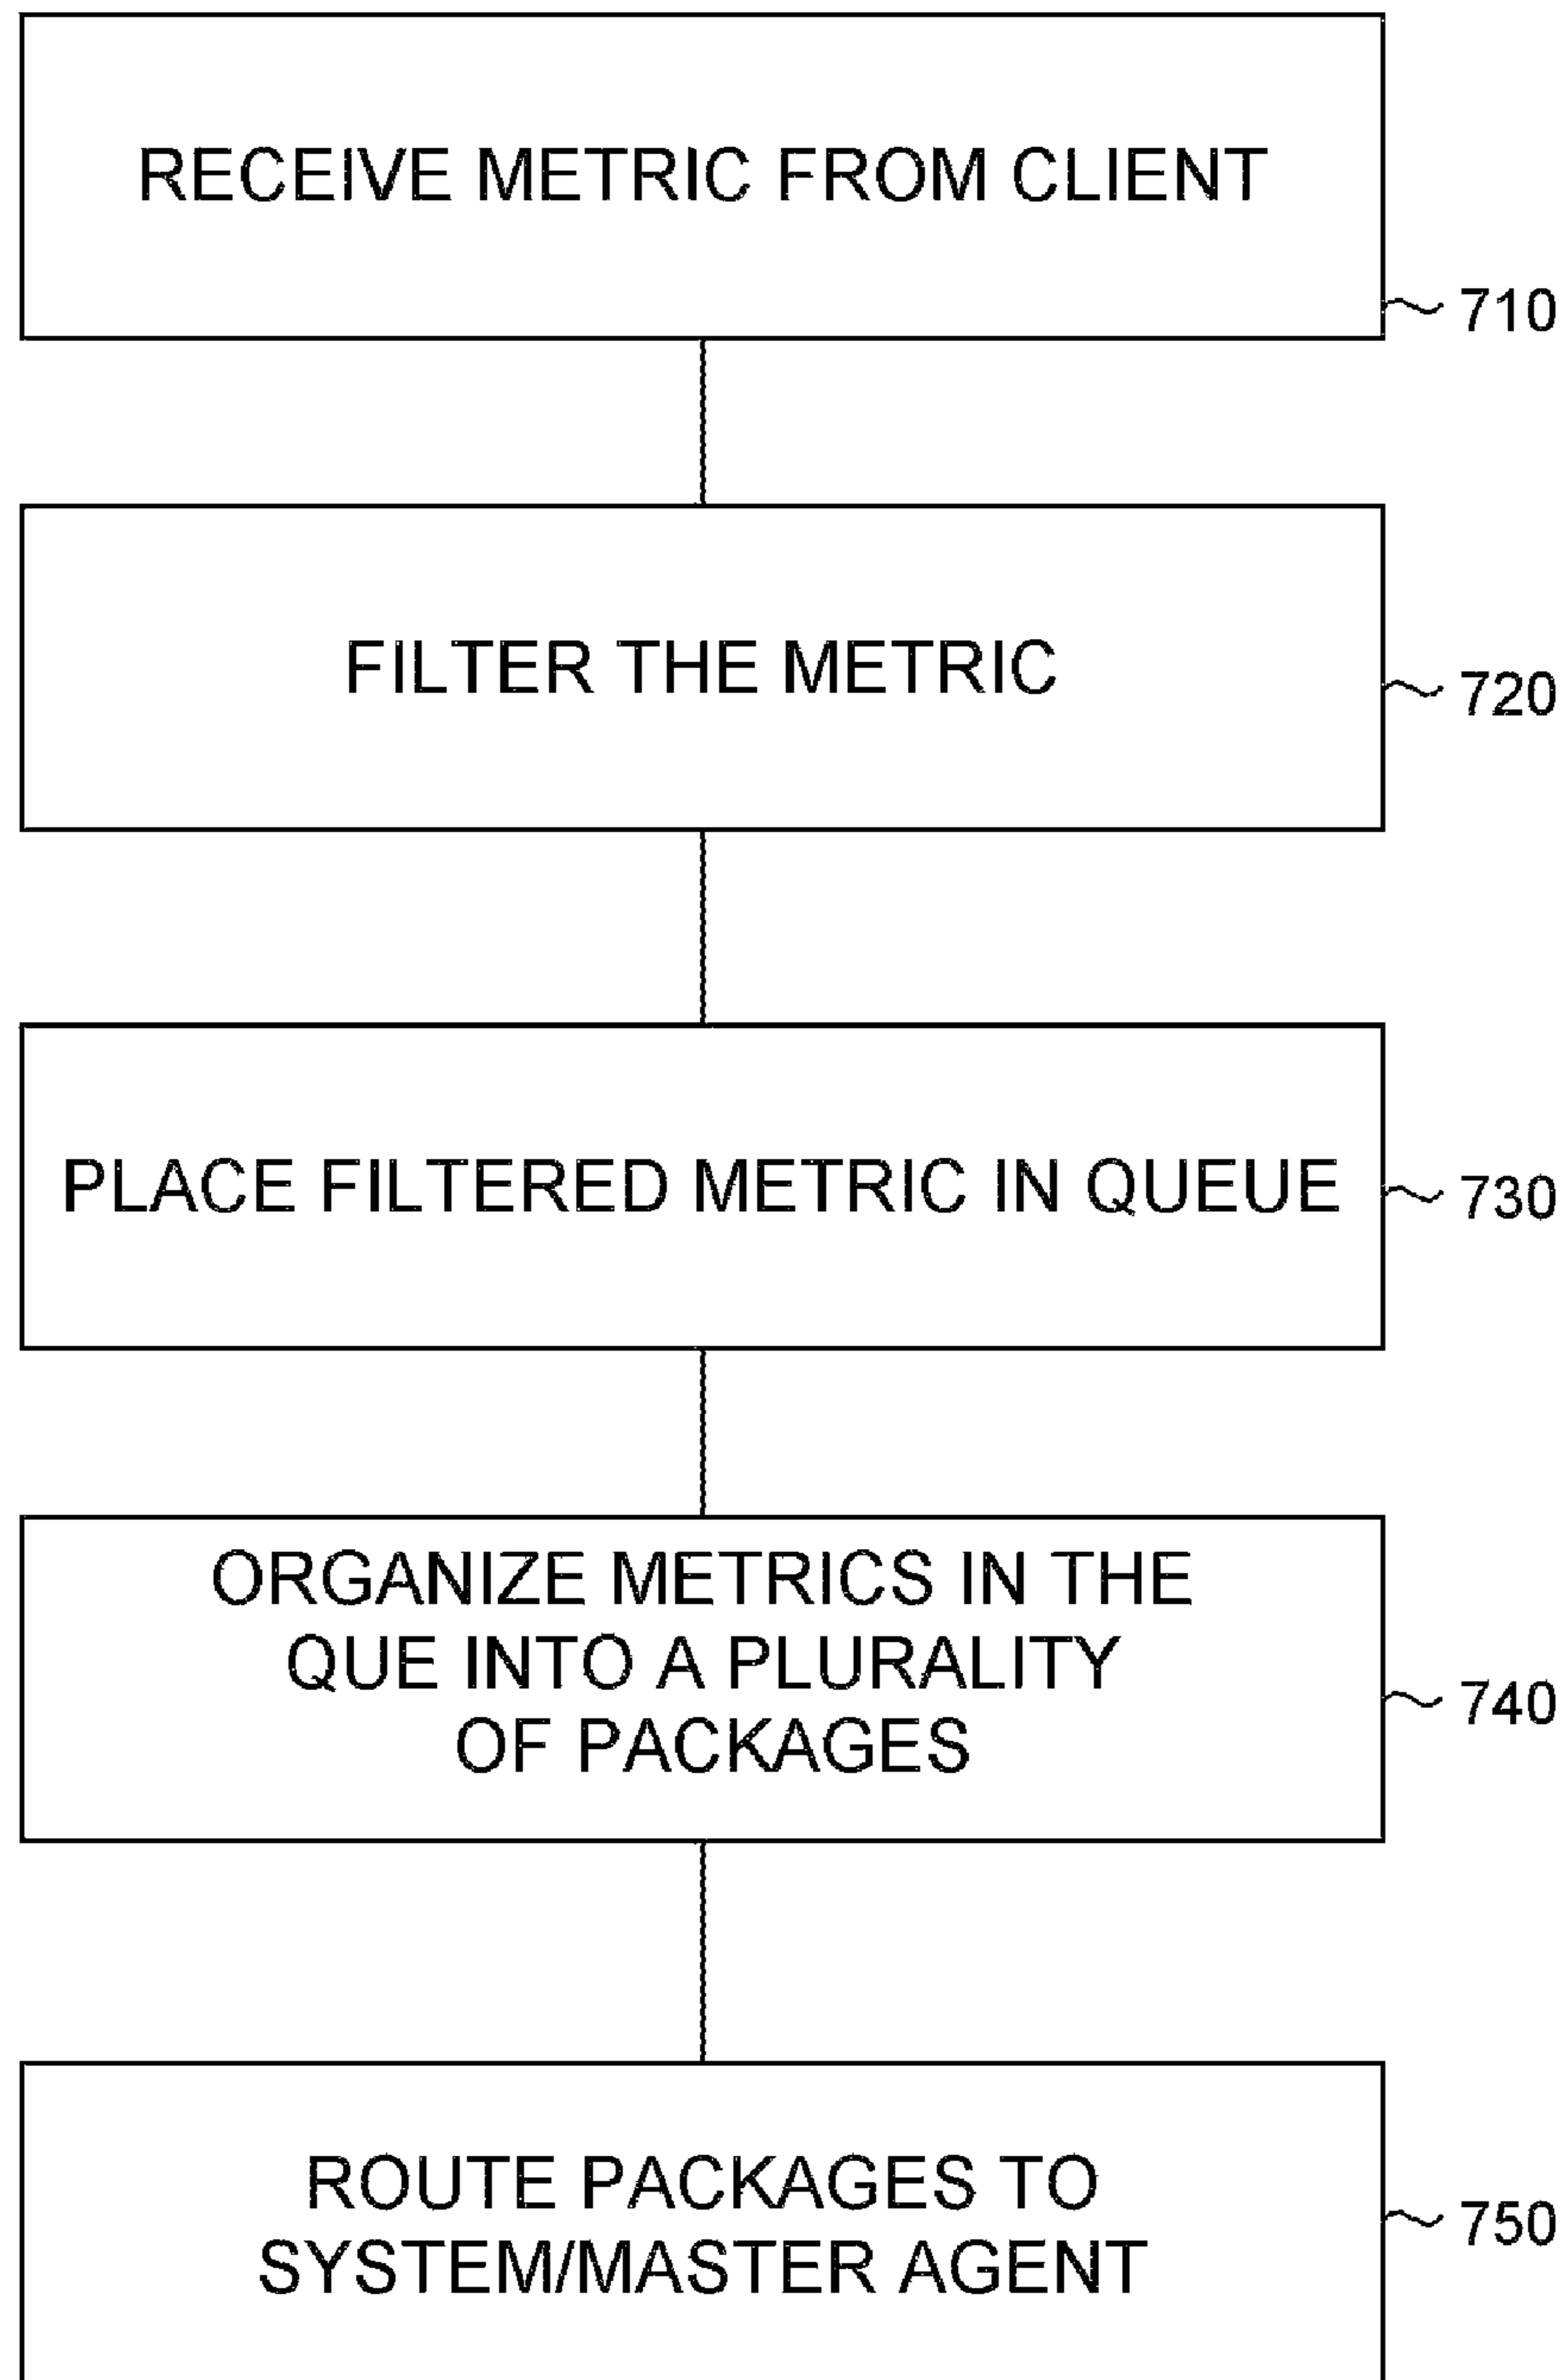 RECEIVE METRIC FROM CLIENT
710
FILTER THE METRIC
720
PLACE FILTERED METRIC IN QUEUE
730
ORGANIZE METRICS IN THE
QUE INTO A PLURALITY
OF PACKAGES
740
ROUTE PACKAGES TO
SYSTEM/MASTER AGENT
750